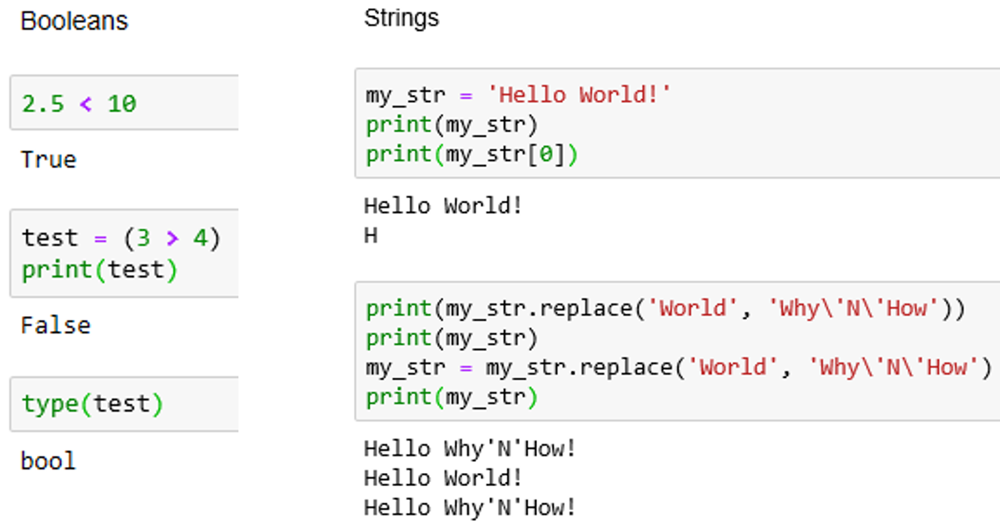 Booleans
2.5 < 10
True
test = (3 > 4)
print(test)
False
type(test)
bool
Strings
my_str = 'Hello World!'
print(my_str)
print(my_str[0])
Hello World!
H
print(my_str.replace('World', 'Why\'N\'How'))
print(my_str)
my_str = my_str.replace('World', 'Why\'N\'How')
print(my_str)
Hello Why'N'How!
Hello World!
Hello Why'N'How!